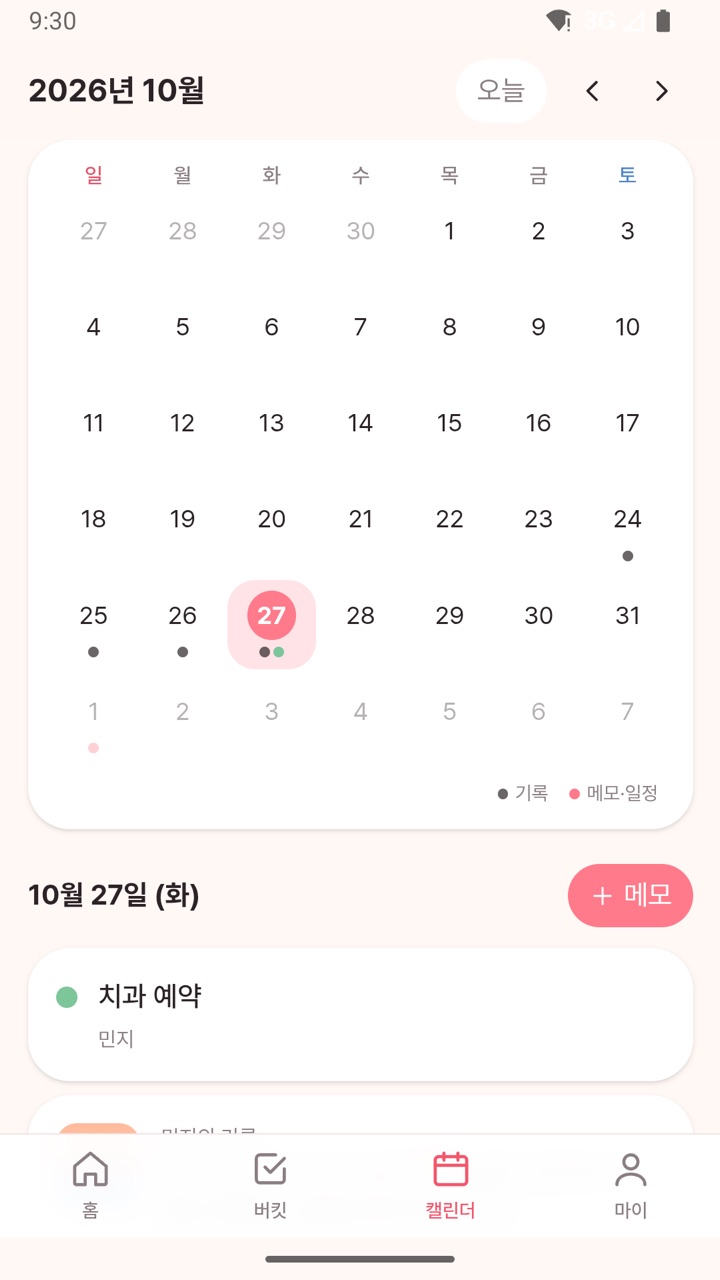 9:30 3G
2026년 10월 오늘
일 월 화 수 목 금 토
27 28 29 30 1 2 3
4 5 6 7 8 9 10
11 12 13 14 15 16 17
18 19 20 21 22 23 24
25 26 27 28 29 30 31
1 2 3 4 5 6 7
기록 메모·일정
10월 27일 (화) + 메모
치과 예약
민지
홈 버킷 캘린더 마이